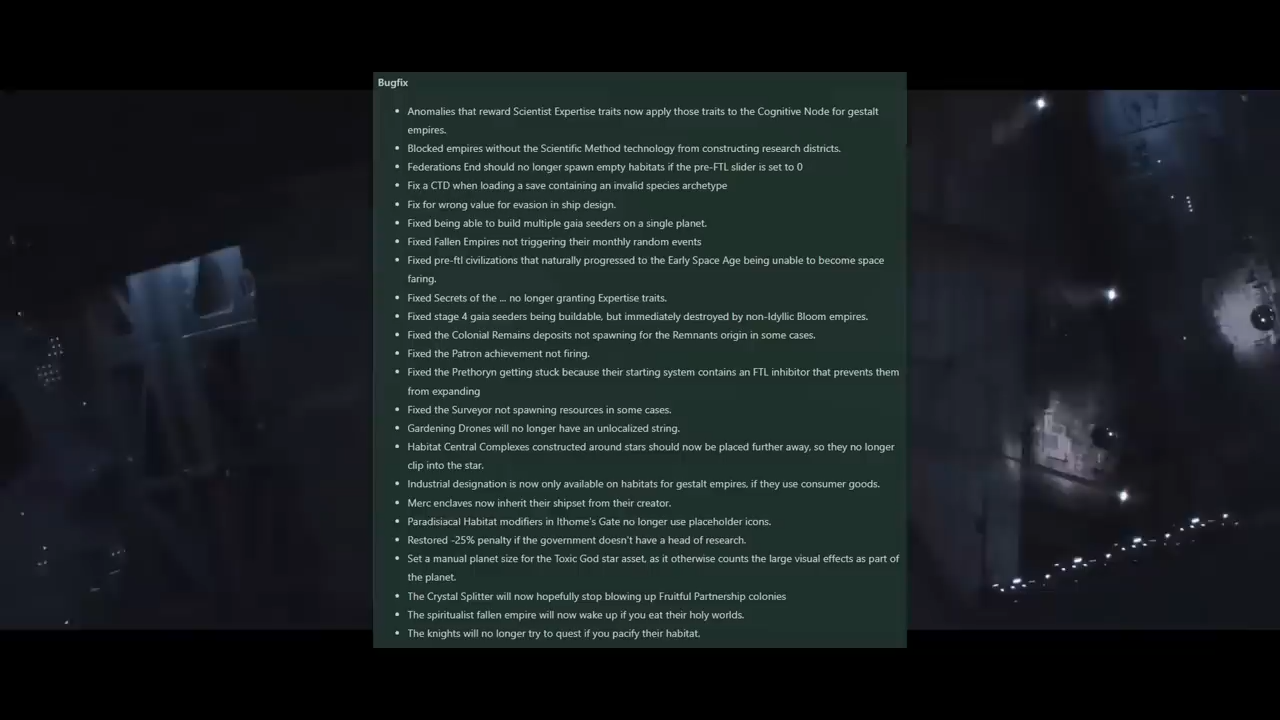 Bugfix
Anomalies that reward Scientist Expertise traits now apply those traits to the Cognitive Node for gestalt
empires.
Blocked empires without the Scientific Method technology from constructing research districts.
Federations End should no longer spawn empty habitats if the pre-FTL slider is set to 0
Fix a CTD when loading a save containing an invalid species archetype
Fix for wrong value for evasion in ship design.
Fixed being able to build multiple gaia seeders on a single planet.
Fixed Fallen Empires not triggering their monthly random events
Fixed pre-ftl civilizations that naturally progressed to the Early Space Age being unable to become space
faring.
Fixed Secrets of the ... no longer granting Expertise traits.
Fixed stage 4 gaia seeders being buildable, but immediately destroyed by non-Idyllic Bloom empires.
Fixed the Colonial Remains deposits not spawning for the Remnants origin in some cases.
Fixed the Patron achievement not firing.
Fixed the Prethoryn getting stuck because their starting system contains an FTL inhibitor that prevents them
from expanding
Fixed the Surveyor not spawning resources in some cases.
Gardening Drones will no longer have an unlocalized string.
Habitat Central Complexes constructed around stars should now be placed further away, so they no longer
clip into the star.
Industrial designation is now only available on habitats for gestalt empires, if they use consumer goods.
Merc enclaves now inherit their shipset from their creator.
Paradisiacal Habitat modifiers in Ithome's Gate no longer use placeholder icons.
Restored -25% penalty if the government doesn't have a head of research.
Set a manual planet size for the Toxic God star asset, as it otherwise counts the large visual effects as part of
the planet.
The Crystal Splitter will now hopefully stop blowing up Fruitful Partnership colonies
The spiritualist fallen empire will now wake up if you eat their holy worlds.
The knights will no longer try to quest if you pacify their habitat.